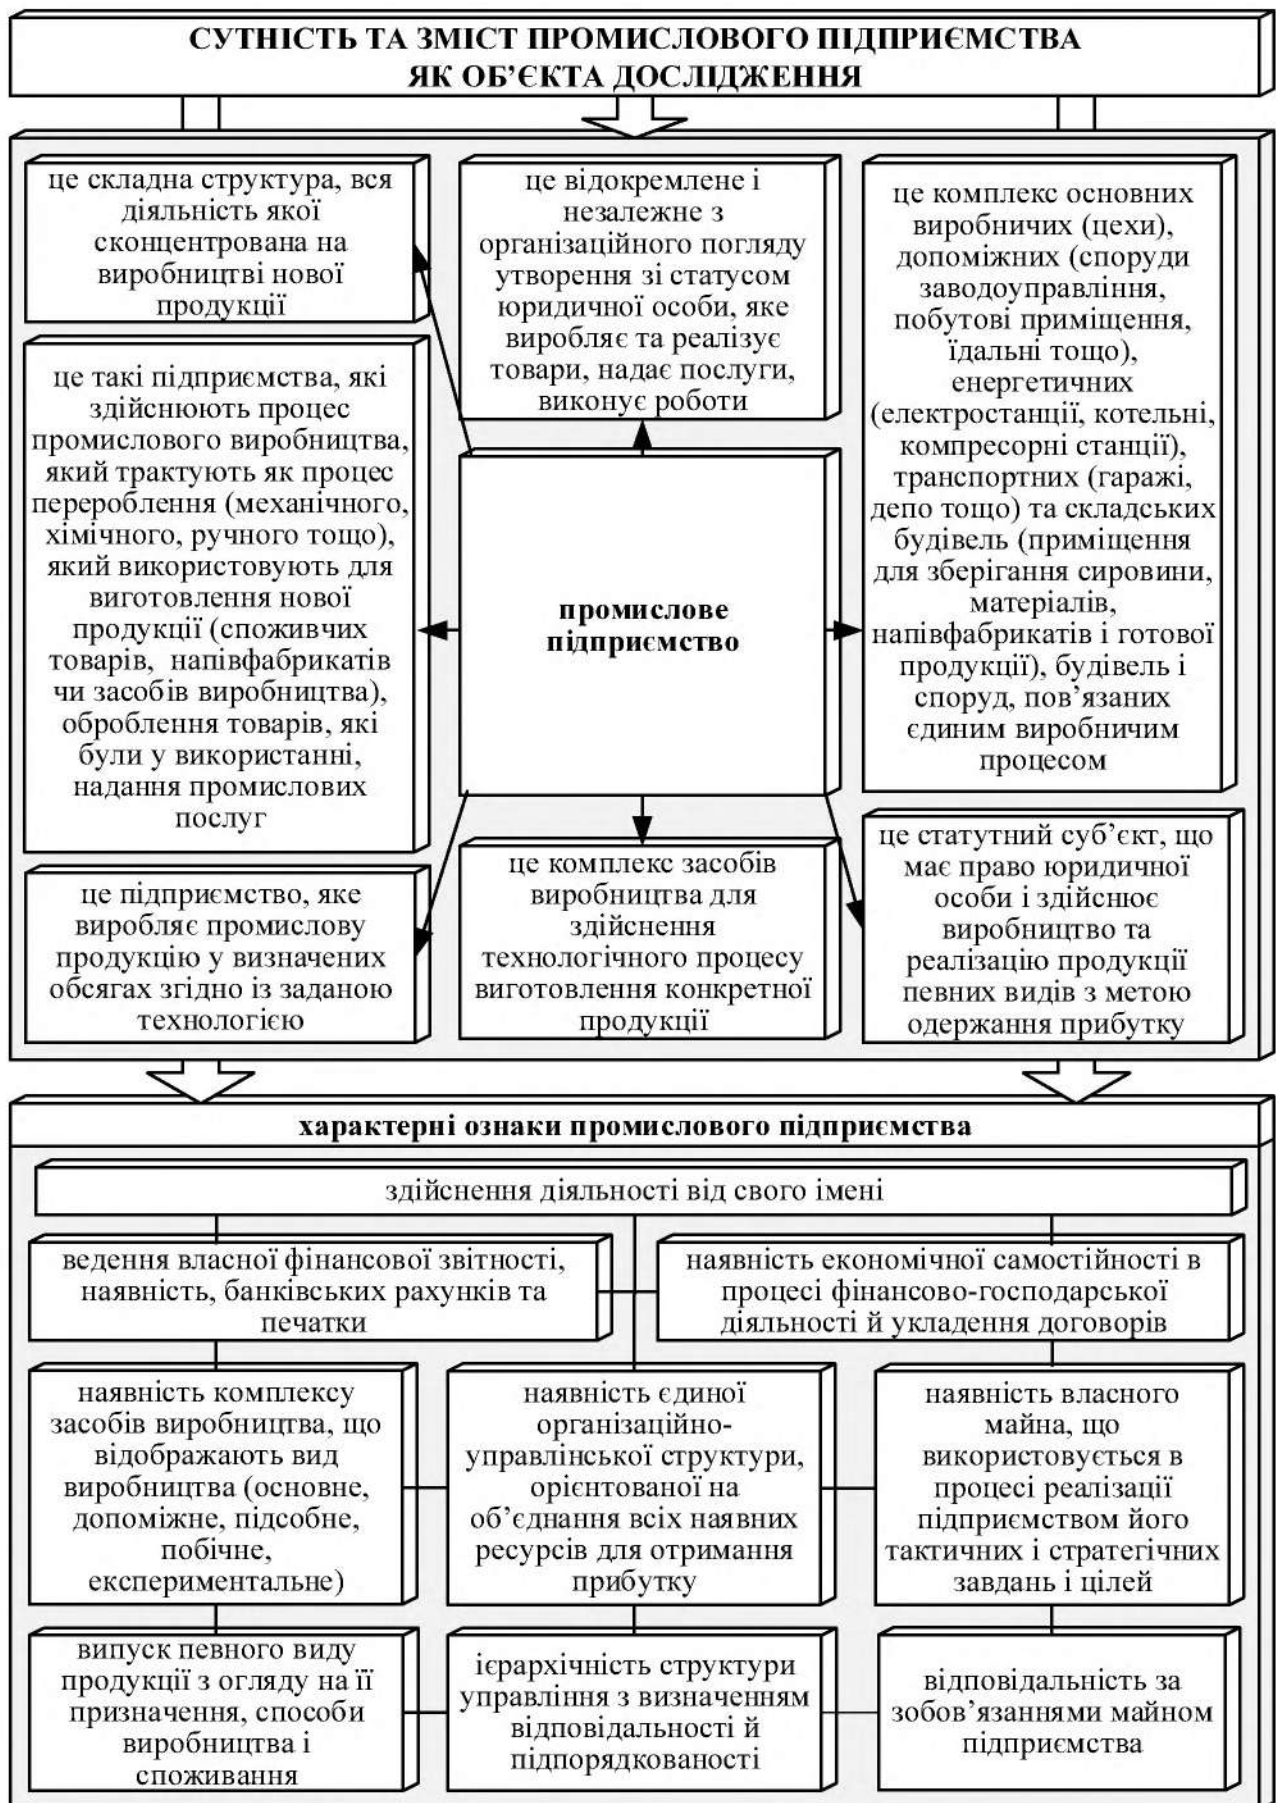 СУТНІСТЬ ТА ЗМІСТ ПРОМИСЛОВОГО ПІДПРИЄМСТВА
ЯК ОБ’ЄКТА ДОСЛІДЖЕННЯ
це складна структура, вся
діяльність якої
сконцентрована на
виробництві нової
продукції
це відокремлене і
незалежне з
організаційного погляду
утворення зі статусом
юридичної особи, яке
виробляє та реалізує
товари, надає послуги,
виконує роботи
це комплекс основних
виробничих (цехи),
допоміжних (споруди
заводоуправління,
побутові приміщення,
їдальні тощо),
енергетичних
(електростанції, котельні,
компресорні станції),
транспортних (гаражі,
депо тощо) та складських
будівель (приміщення
для зберігання сировини,
матеріалів,
напівфабрикатів і готової
продукції), будівель і
споруд, пов’язаних
єдиним виробничим
процесом
це такі підприємства, які
здійснюють процес
промислового виробництва,
який трактують як процес
перероблення (механічного,
хімічного, ручного тощо),
який використовують для
виготовлення нової
продукції (споживчих
товарів, напівфабрикатів
чи засобів виробництва),
оброблення товарів, які
були у використанні,
надання промислових
послуг
промислове
підприємство
це підприємство, яке
виробляє промислову
продукцію у визначених
обсягах згідно із заданою
технологією
це комплекс засобів
виробництва для
здійснення
технологічного процесу
виготовлення конкретної
продукції
це статутний суб’єкт, що
має право юридичної
особи і здійснює
виробництво та
реалізацію продукції
певних видів з метою
одержання прибутку
характерні ознаки промислового підприємства
здійснення діяльності від свого імені
ведення власної фінансової звітності,
наявність, банківських рахунків та
печатки
наявність економічної самостійності в
процесі фінансово-господарської
діяльності й укладення договорів
наявність комплексу
засобів виробництва, що
відображають вид
виробництва (основне,
допоміжне, підсобне,
побічне,
експериментальне)
наявність єдиної
організаційно-
управлінської структури,
орієнтованої на
об’єднання всіх наявних
ресурсів для отримання
прибутку
наявність власного
майна, що
використовується в
процесі реалізації
підприємством його
тактичних і стратегічних
завдань і цілей
випуск певного виду
продукції з огляду на її
призначення, способи
виробництва і
споживання
ієрархічність структури
управління з визначенням
відповідальності й
підпорядкованості
відповідальність за
зобов’язаннями майном
підприємства